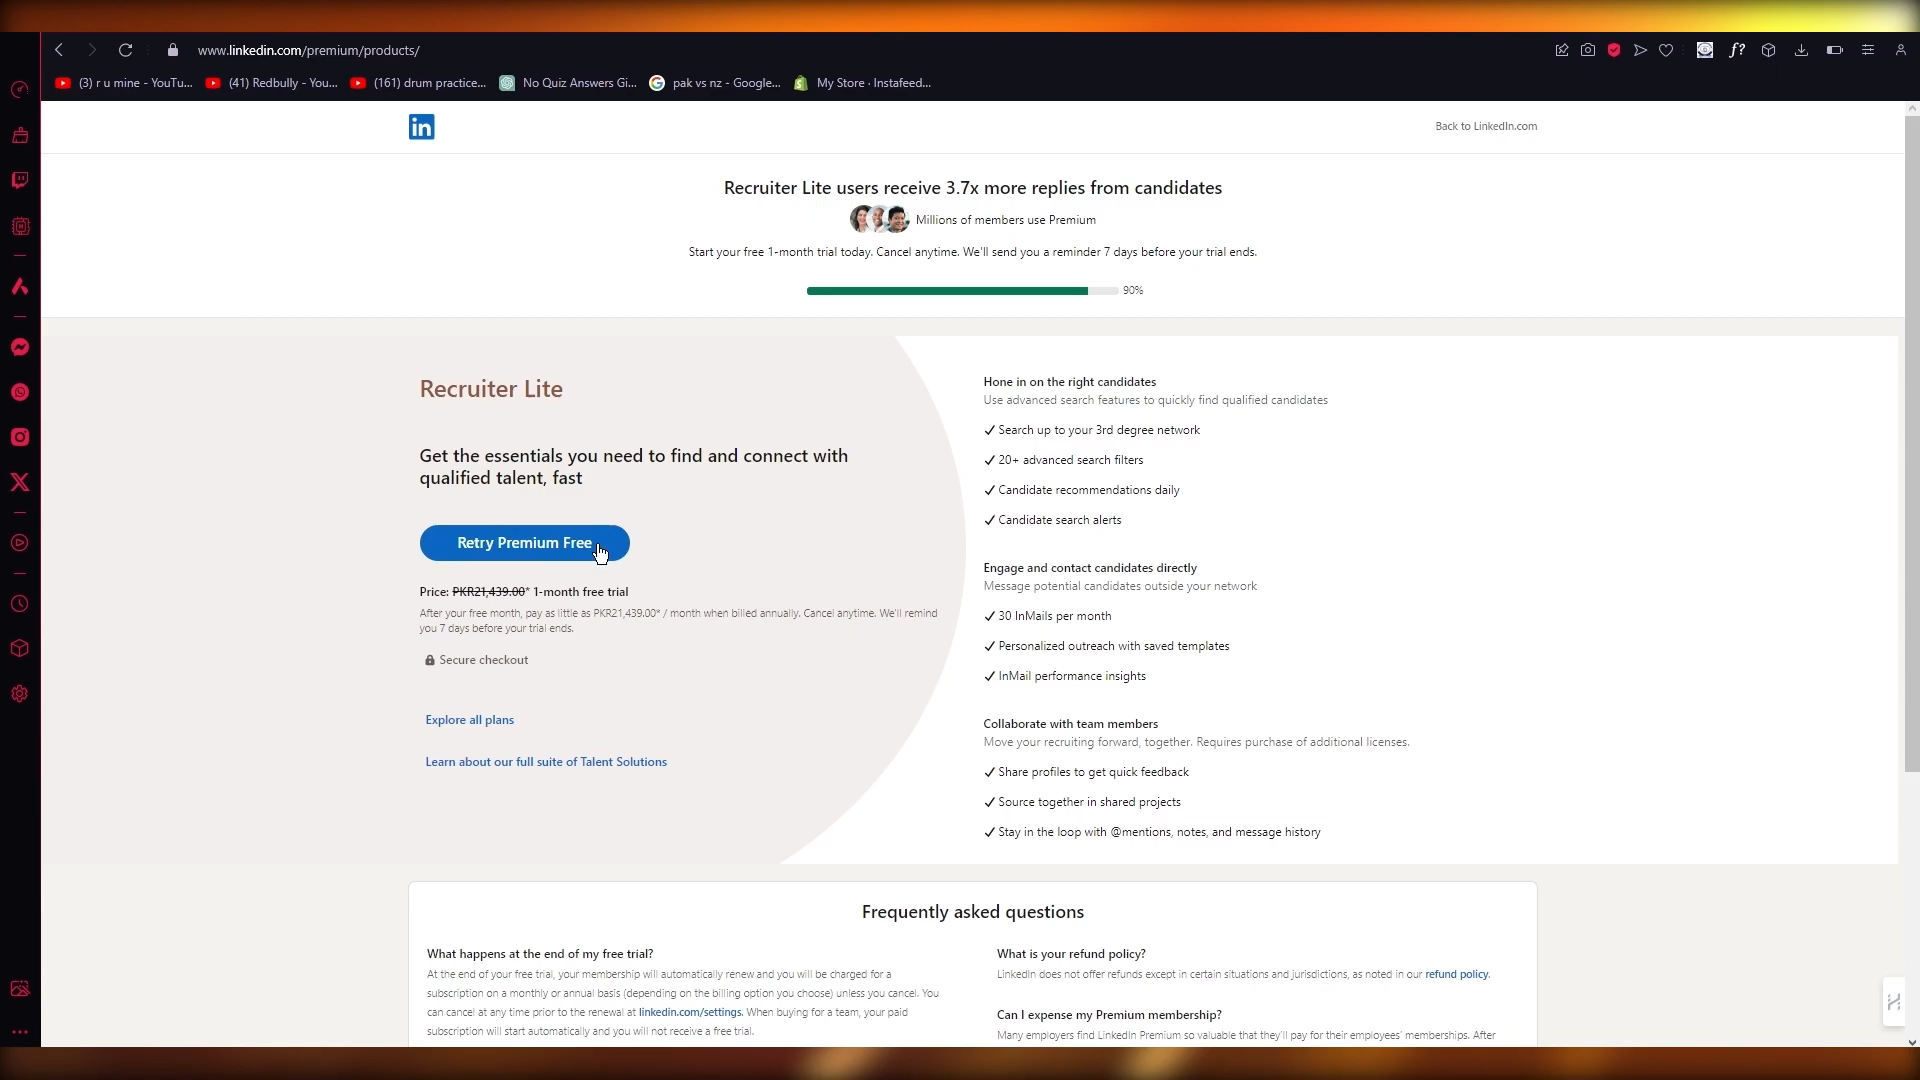 www.linkedin.com/premium/products/
(3) r u mine - YouTu...
(41) Redbully - You...
(161) drum practice...
No Quiz Answers Gi...
pak vs nz - Google...
My Store · Instafeed...
in
Back to LinkedIn.com
Recruiter Lite users receive 3.7x more replies from candidates
Millions of members use Premium
Start your free 1-month trial today. Cancel anytime. We'll send you a reminder 7 days before your trial ends.
90%
Recruiter Lite
Get the essentials you need to find and connect with
qualified talent, fast
Retry Premium Free
Price: PKR21,439.00* 1-month free trial
After your free month, pay as little as PKR21,439.00* / month when billed annually. Cancel anytime. We'll remind
you 7 days before your trial ends.
Secure checkout
Explore all plans
Learn about our full suite of Talent Solutions
Hone in on the right candidates
Use advanced search features to quickly find qualified candidates
✓ Search up to your 3rd degree network
✓ 20+ advanced search filters
✓ Candidate recommendations daily
✓ Candidate search alerts
Engage and contact candidates directly
Message potential candidates outside your network
✓ 30 InMails per month
✓ Personalized outreach with saved templates
✓ InMail performance insights
Collaborate with team members
Move your recruiting forward, together. Requires purchase of additional licenses.
✓ Share profiles to get quick feedback
✓ Source together in shared projects
✓ Stay in the loop with @mentions, notes, and message history
Frequently asked questions
What happens at the end of my free trial?
At the end of your free trial, your membership will automatically renew and you will be charged for a
subscription on a monthly or annual basis (depending on the billing option you choose) unless you cancel. You
can cancel at any time prior to the renewal at linkedin.com/settings. When buying for a team, your paid
subscription will start automatically and you will not receive a free trial.
What is your refund policy?
LinkedIn does not offer refunds except in certain situations and jurisdictions, as noted in our refund policy.
Can I expense my Premium membership?
Many employers find LinkedIn Premium so valuable that they'll pay for their employees' memberships. After